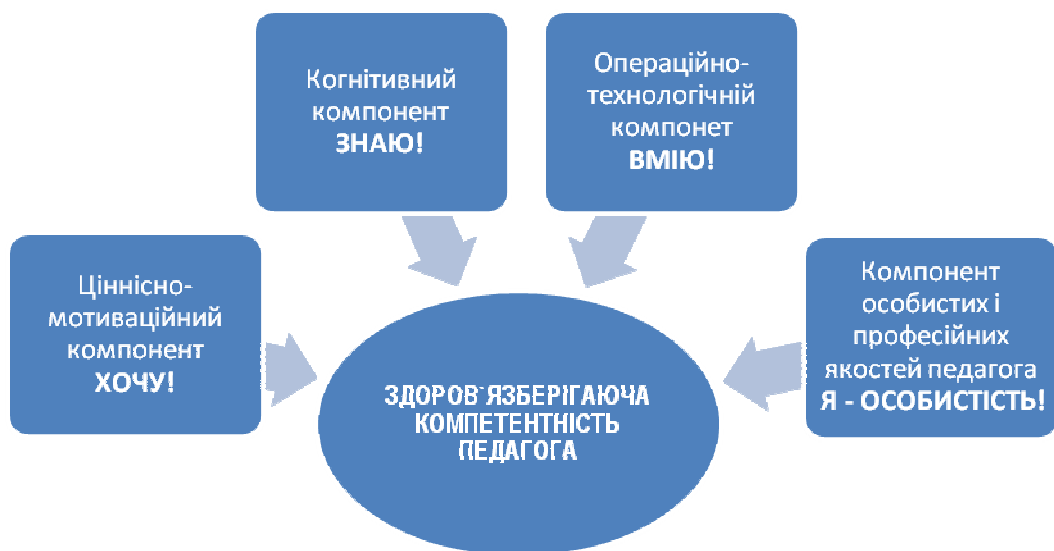 Когнітивний
компонент
ЗНАЮ!
Операційно-
технологічній
компонет
ВМІЮ!
Ціннісно-
мотиваційний
компонент
ХОЧУ!
Компонент
особистих і
професійних
якостей педагога
Я - ОСОБИСТІСТЬ!
ЗДОРОВ`ЯЗБЕРІГАЮЧА
КОМПЕТЕНТНІСТЬ
ПЕДАГОГА